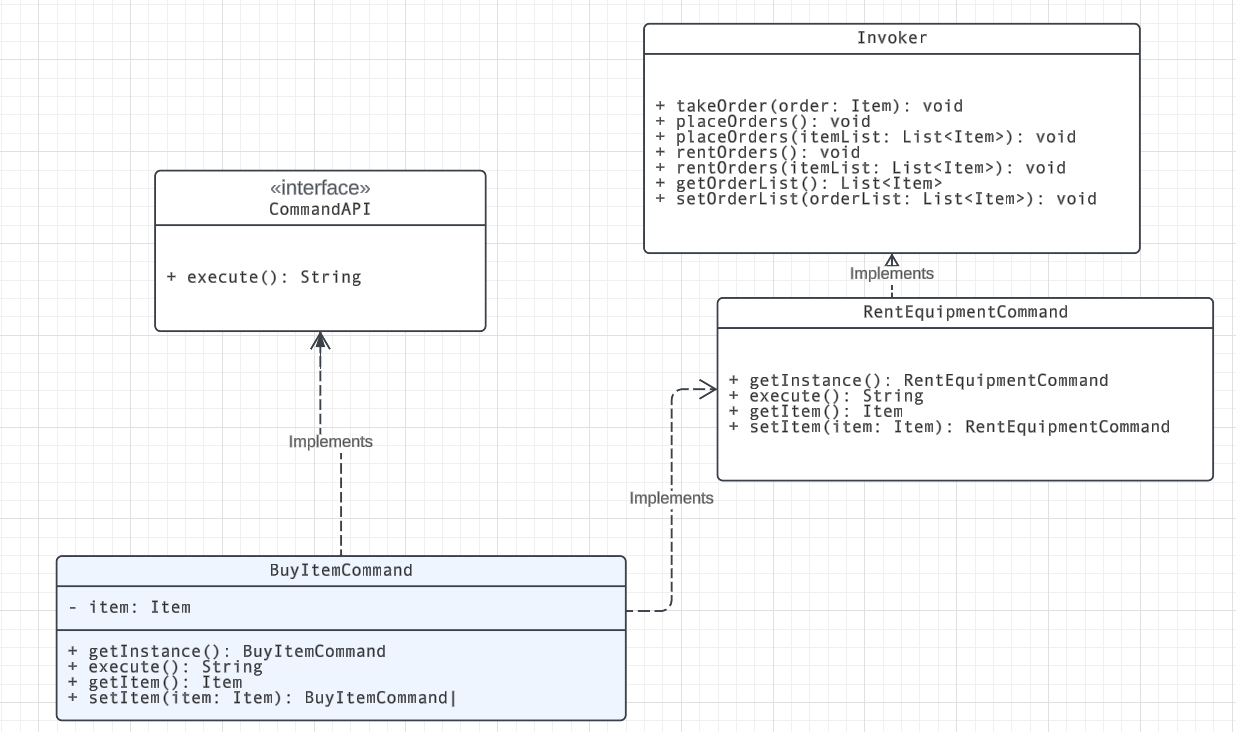 Invoker
+ takeOrder(order: Item): void
+ placeOrders(): void
+ placeOrders(itemList: List<Item>): void
+ rentOrders(): void
+ rentOrders(itemList: List<Item>): void
+ getOrderList(): List<Item>
+ setOrderList(orderList: List<Item>): void
«interface»
CommandAPI
+ execute(): String
Implements
RentEquipmentCommand
+ getInstance(): RentEquipmentCommand
+ execute(): String
+ getItem(): Item
+ setItem(item: Item): RentEquipmentCommand
Implements
Implements
BuyItemCommand
- item: Item
+ getInstance(): BuyItemCommand
+ execute(): String
+ getItem(): Item
+ setItem(item: Item): BuyItemCommand